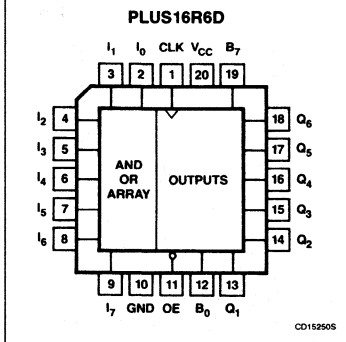 PLUS16R6D
I1 I0 CLK VCC B7
3 2 1 20 19
I2 4 18 Q6
I3 5 17 Q5
I4 6 AND OR ARRAY OUTPUTS 16 Q4
I5 7 15 Q3
I6 8 14 Q2
9 10 11 12 13
I7 GND OE B0 Q1
CD15250S